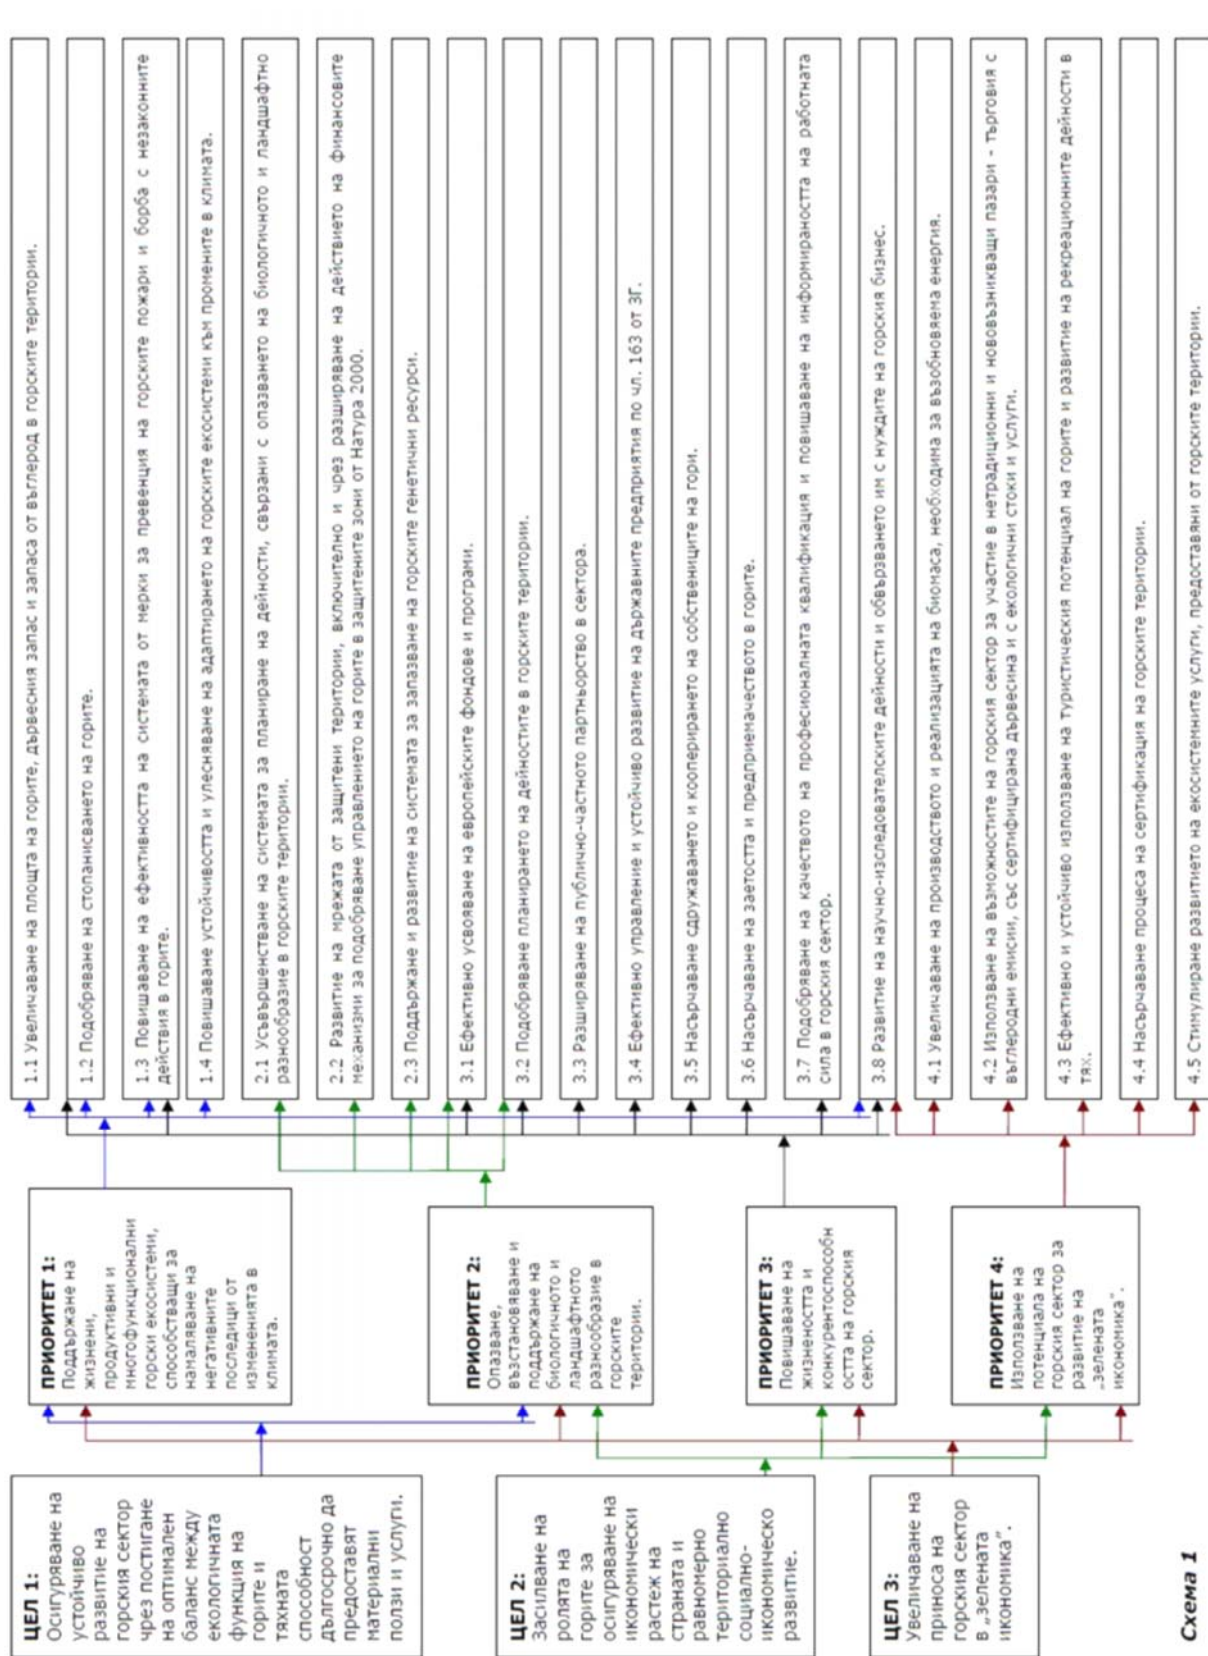 ЦЕЛ 1:
Осигуряване на
устойчиво
развитие на
горския сектор
чрез постигане
на оптимален
баланс между
екологичната
функция на
горите и
тяхната
способност
дългосрочно да
предоставят
материални
ползи и услуги.
ЦЕЛ 2:
Засилване на
ролята на
горите за
осигуряване на
икономически
растеж на
страната и
равномерно
териториално
социално-
икономическо
развитие.
ЦЕЛ 3:
Увеличаване на
приноса на
горския сектор
в „зелената
икономика“.
ПРИОРИТЕТ 1:
Поддържане на
жизнени,
продуктивни и
многофункционални
горски екосистеми,
способстващи за
намаляване на
негативните
последици от
измененията в
климата.
ПРИОРИТЕТ 2:
Опазване,
възстановяване и
поддържане на
биологичното и
ландшафтното
разнообразие в
горските
територии.
ПРИОРИТЕТ 3:
Повишаване на
жизнеността и
конкурентоспособн
остта на горския
сектор.
ПРИОРИТЕТ 4:
Използване на
потенциала на
горския сектор за
развитие на
„зелената
икономика“.
1.1 Увеличаване на площта на горите, дървесния запас и запаса от въглерод в горските територии.
1.2 Подобряване на стопанисването на горите.
1.3 Повишаване на ефективността на системата от мерки за превенция на горските пожари и борба с незаконните
действия в горите.
1.4 Повишаване устойчивостта и улесняване на адаптирането на горските екосистеми към промените в климата.
2.1 Усъвършенстване на системата за планиране на дейности, свързани с опазването на биологичното и ландшафтно
разнообразие в горските територии.
2.2 Развитие на мрежата от защитени територии, включително и чрез разширяване на действието на финансовите
механизми за подобряване управлението на горите в защитените зони от Натура 2000.
2.3 Поддържане и развитие на системата за запазване на горските генетични ресурси.
3.1 Ефективно усвояване на европейските фондове и програми.
3.2 Подобряване планирането на дейностите в горските територии.
3.3 Разширяване на публично-частното партньорство в сектора.
3.4 Ефективно управление и устойчиво развитие на държавните предприятия по чл. 163 от ЗГ.
3.5 Насърчаване сдружаването и кооперирането на собствениците на гори.
3.6 Насърчаване на заетостта и предприемачеството в горите.
3.7 Подобряване на качеството на професионалната квалификация и повишаване на информираността на работната
сила в горския сектор.
3.8 Развитие на научно-изследователските дейности и обвързването им с нуждите на горския бизнес.
4.1 Увеличаване на производството и реализацията на биомаса, необходима за възобновяема енергия.
4.2 Използване на възможностите на горския сектор за участие в нетрадиционни и нововъзникващи пазари - търговия с
въглеродни емисии, със сертифицирана дървесина и с екологични стоки и услуги.
4.3 Ефективно и устойчиво използване на туристическия потенциал на горите и развитие на рекреационните дейности в
тях.
4.4 Насърчаване процеса на сертификация на горските територии.
4.5 Стимулиране развитието на екосистемните услуги, предоставяни от горските територии.
Схема 1